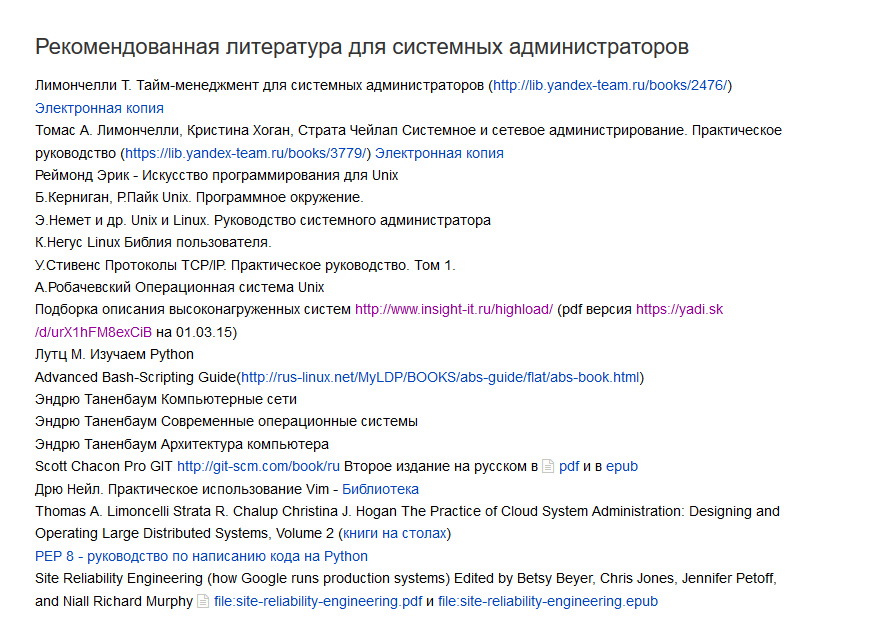 Рекомендованная литература для системных администраторов
Лимончелли Т. Тайм-менеджмент для системных администраторов (http://lib.yandex-team.ru/books/2476/)
Электронная копия
Томас А. Лимончелли, Кристина Хоган, Страта Чейлап Системное и сетевое администрирование. Практическое
руководство (https://lib.yandex-team.ru/books/3779/) Электронная копия
Реймонд Эрик - Искусство программирования для Unix
Б.Керниган, Р.Пайк Unix. Программное окружение.
Э.Немет и др. Unix и Linux. Руководство системного администратора
К.Негус Linux Библия пользователя.
У.Стивенс Протоколы TCP/IP. Практическое руководство. Том 1.
А.Робачевский Операционная система Unix
Подборка описания высоконагруженных систем http://www.insight-it.ru/highload/ (pdf версия https://yadi.sk
/d/urX1hFM8exCiB на 01.03.15)
Лутц М. Изучаем Python
Advanced Bash-Scripting Guide(http://rus-linux.net/MyLDP/BOOKS/abs-guide/flat/abs-book.html)
Эндрю Таненбаум Компьютерные сети
Эндрю Таненбаум Современные операционные системы
Эндрю Таненбаум Архитектура компьютера
Scott Chacon Pro GIT http://git-scm.com/book/ru Второе издание на русском в pdf и в epub
Дрю Нейл. Практическое использование Vim - Библиотека
Thomas A. Limoncelli Strata R. Chalup Christina J. Hogan The Practice of Cloud System Administration: Designing and
Operating Large Distributed Systems, Volume 2 (книги на столах)
PEP 8 - руководство по написанию кода на Python
Site Reliability Engineering (how Google runs production systems) Edited by Betsy Beyer, Chris Jones, Jennifer Petoff,
and Niall Richard Murphy file:site-reliability-engineering.pdf и file:site-reliability-engineering.epub